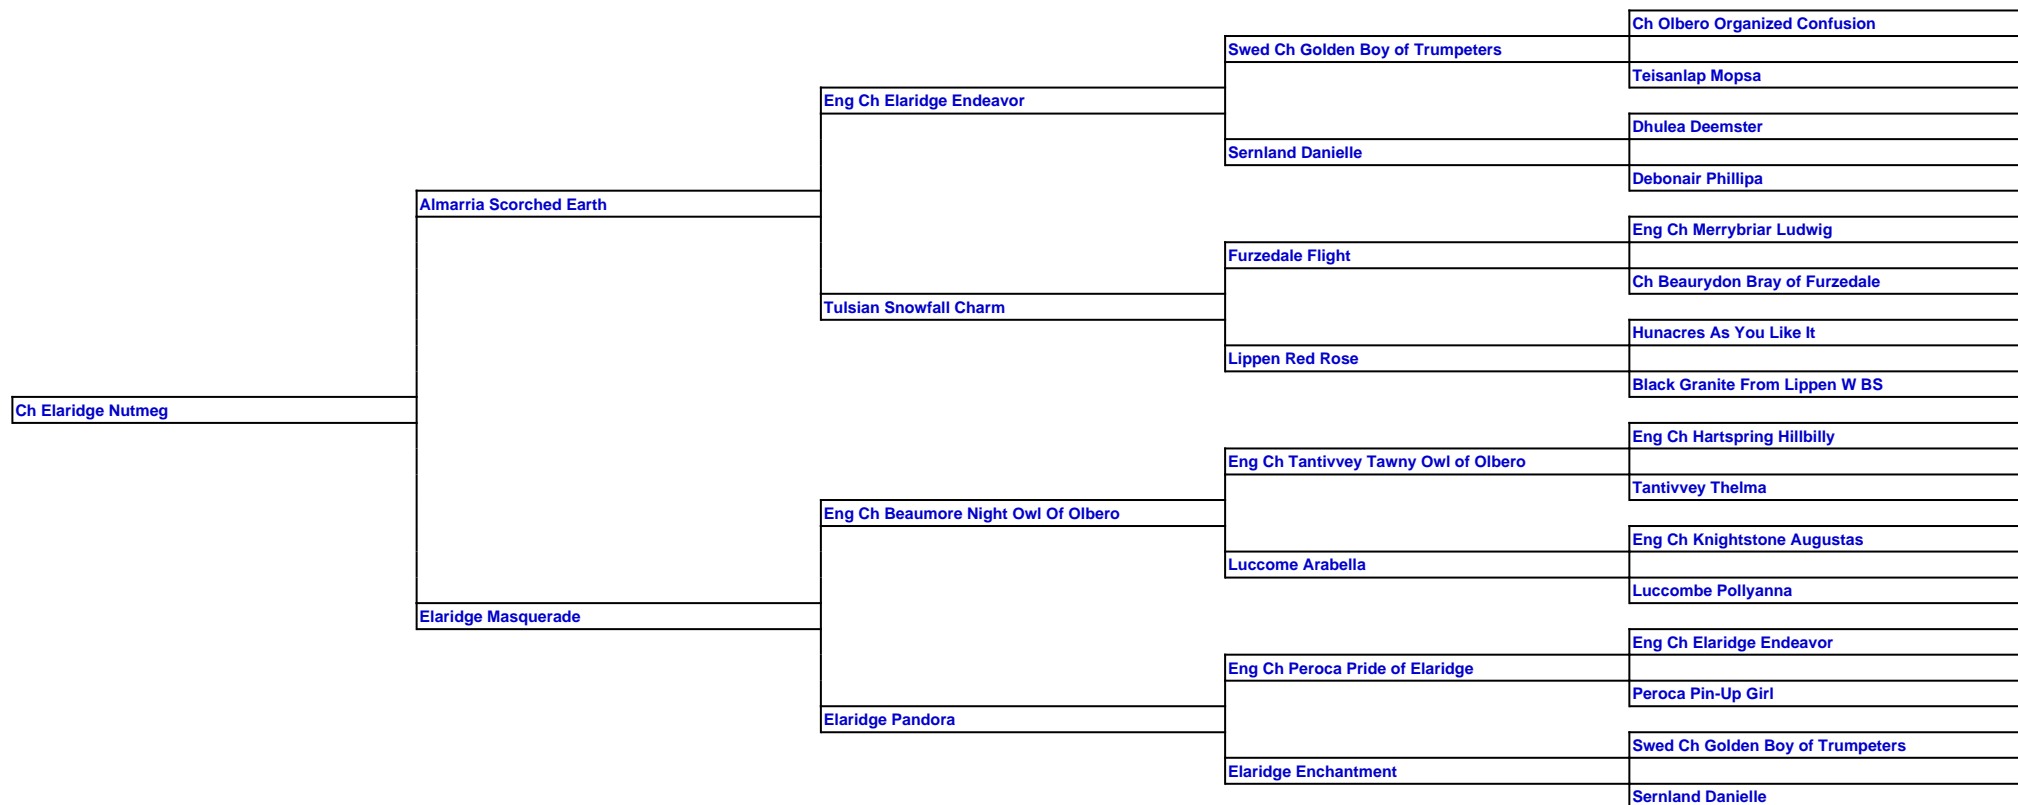 Ch Olbero Organized Confusion
Swed Ch Golden Boy of Trumpeters
Teisanlap Mopsa
Eng Ch Elaridge Endeavor
Dhulea Deemster
Sernland Danielle
Debonair Phillipa
Almarria Scorched Earth
Eng Ch Merrybriar Ludwig
Furzedale Flight
Ch Beaurydon Bray of Furzedale
Tulsian Snowfall Charm
Hunacres As You Like It
Lippen Red Rose
Black Granite From Lippen W BS
Ch Elaridge Nutmeg
Eng Ch Hartspring Hillbilly
Eng Ch Tantivvey Tawny Owl of Olbero
Tantivvey Thelma
Eng Ch Beaumore Night Owl Of Olbero
Eng Ch Knightstone Augustas
Luccome Arabella
Luccombe Pollyanna
Elaridge Masquerade
Eng Ch Elaridge Endeavor
Eng Ch Peroca Pride of Elaridge
Peroca Pin-Up Girl
Elaridge Pandora
Swed Ch Golden Boy of Trumpeters
Elaridge Enchantment
Sernland Danielle